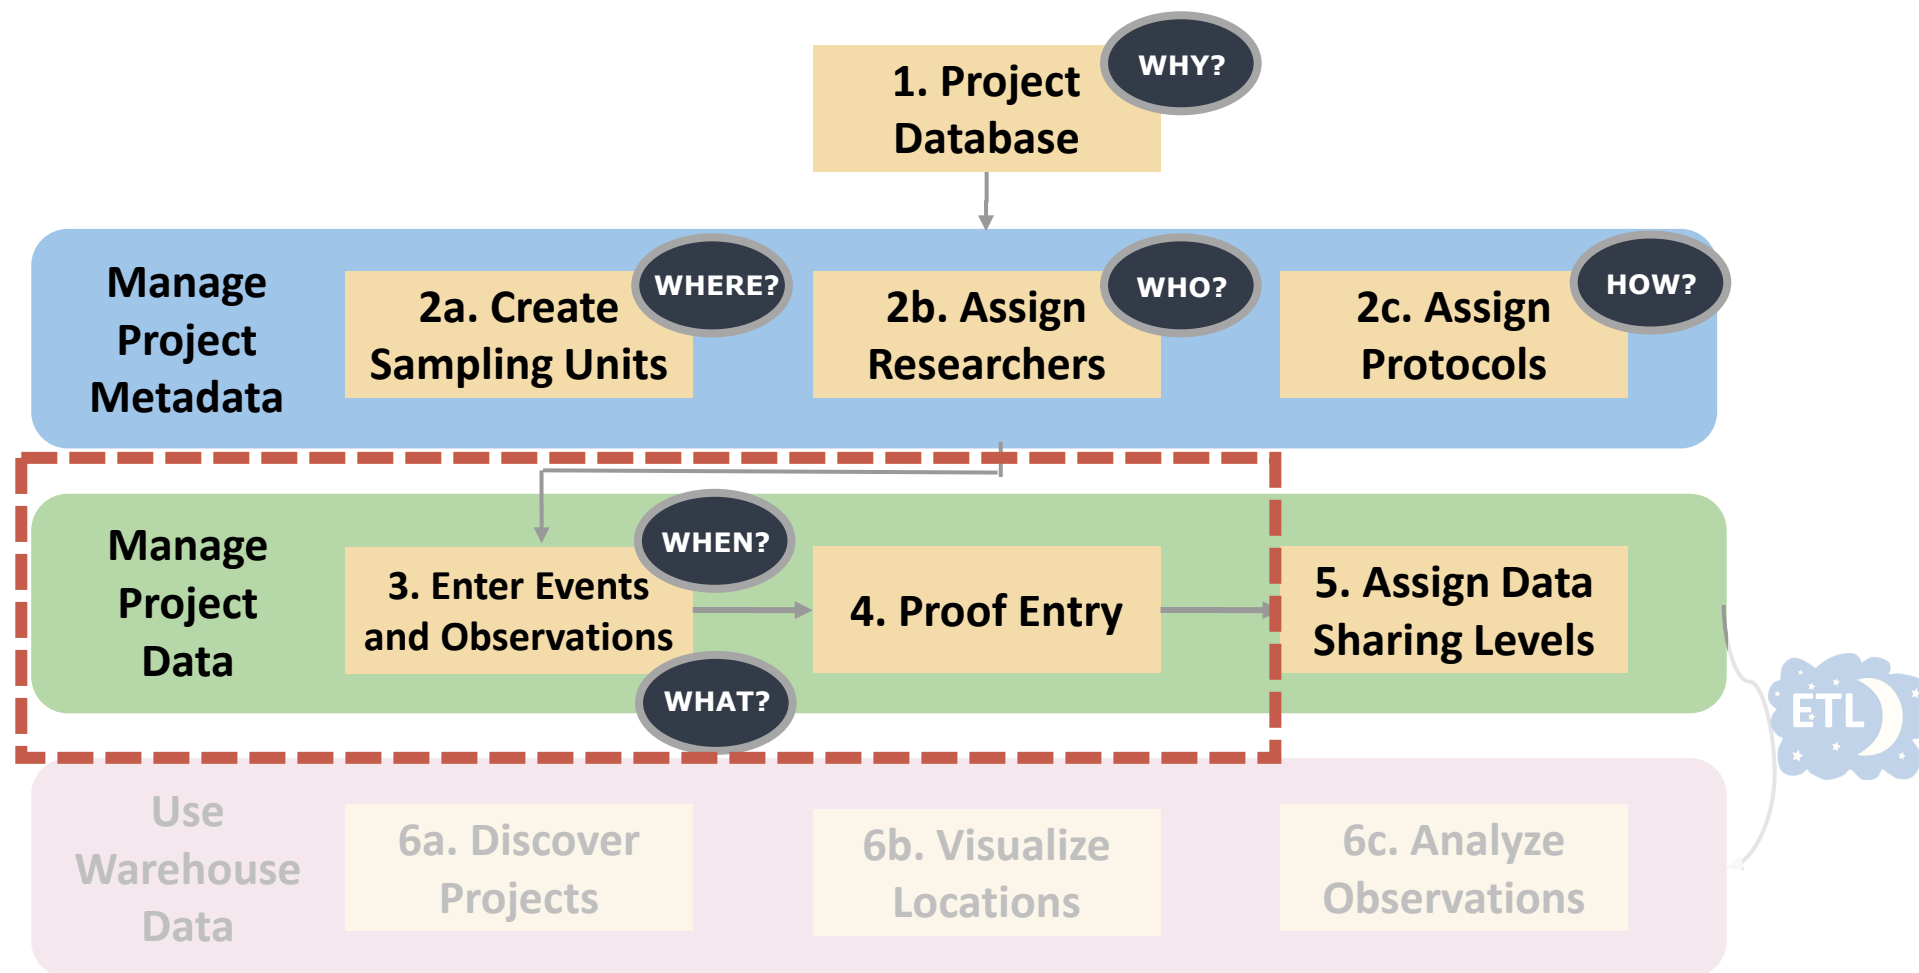 1. Project
Database
WHY?
Manage
Project
Metadata
2a. Create
Sampling Units
WHERE?
2b. Assign
Researchers
WHO?
2c. Assign
Protocols
HOW?
Manage
Project
Data
3. Enter Events
and Observations
WHEN?
WHAT?
4. Proof Entry
5. Assign Data
Sharing Levels
ETL
Use
Warehouse
Data
6a. Discover
Projects
6b. Visualize
Locations
6c. Analyze
Observations